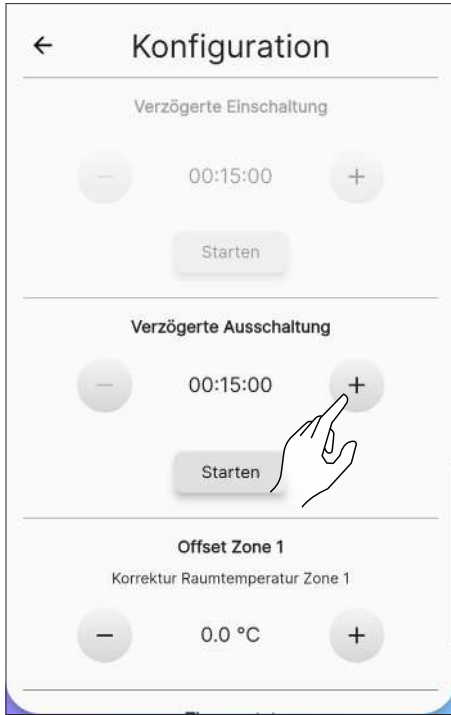 ← Konfiguration
Verzögerte Einschaltung
− 00:15:00 +
Starten
Verzögerte Ausschaltung
− 00:15:00 +
Starten
Offset Zone 1
Korrektur Raumtemperatur Zone 1
− 0.0 °C +